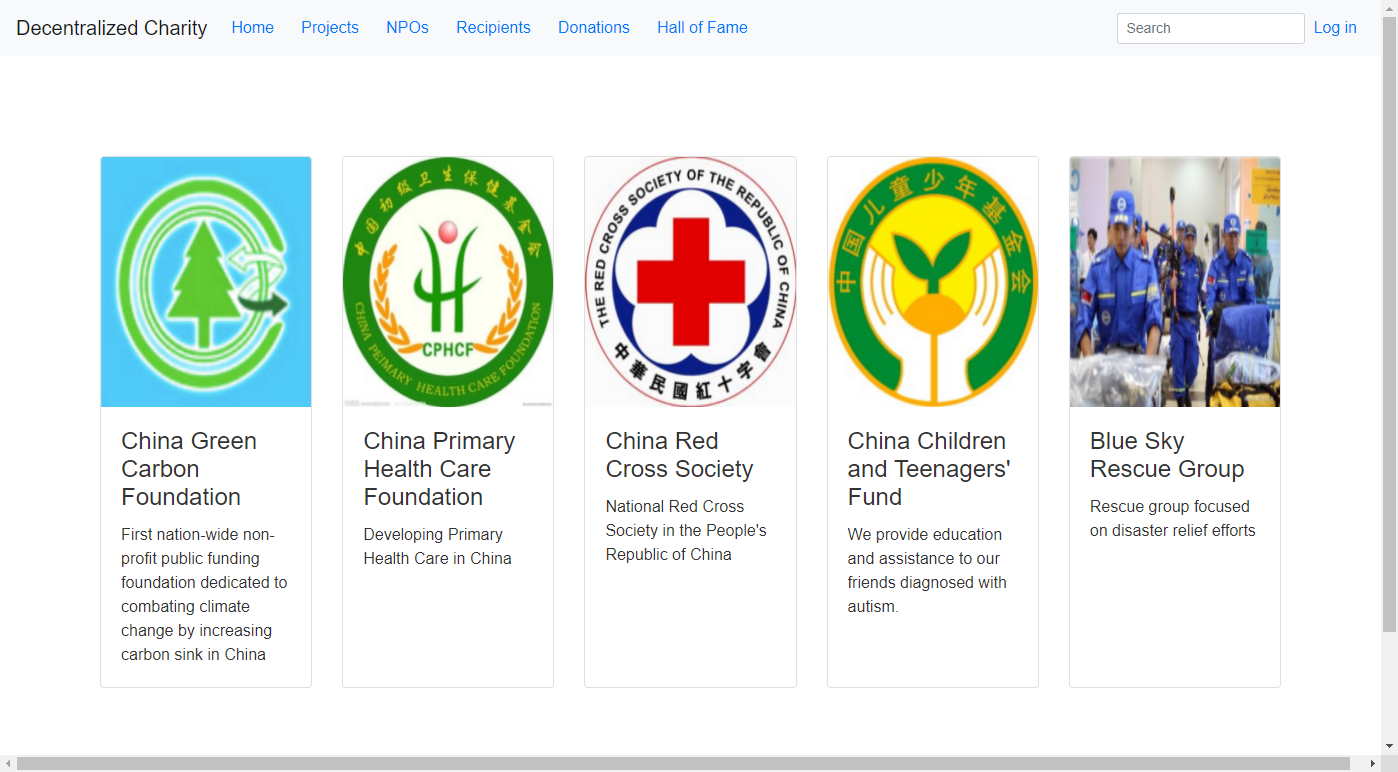 Decentralized Charity Home Projects NPOs Recipients Donations Hall of Fame Search Log in
中国初级卫生保健基金会
CPHCF
CHINA PEIMARY HEALTH CARE FOUNDATION
THE RED CROSS SOCIETY OF THE REPUBLIC OF CHINA
中華民國紅十字會
中国儿童少年基金会
China Green
Carbon
Foundation
First nation-wide non-
profit public funding
foundation dedicated to
combating climate
change by increasing
carbon sink in China
China Primary
Health Care
Foundation
Developing Primary
Health Care in China
China Red
Cross Society
National Red Cross
Society in the People's
Republic of China
China Children
and Teenagers'
Fund
We provide education
and assistance to our
friends diagnosed with
autism.
Blue Sky
Rescue Group
Rescue group focused
on disaster relief efforts